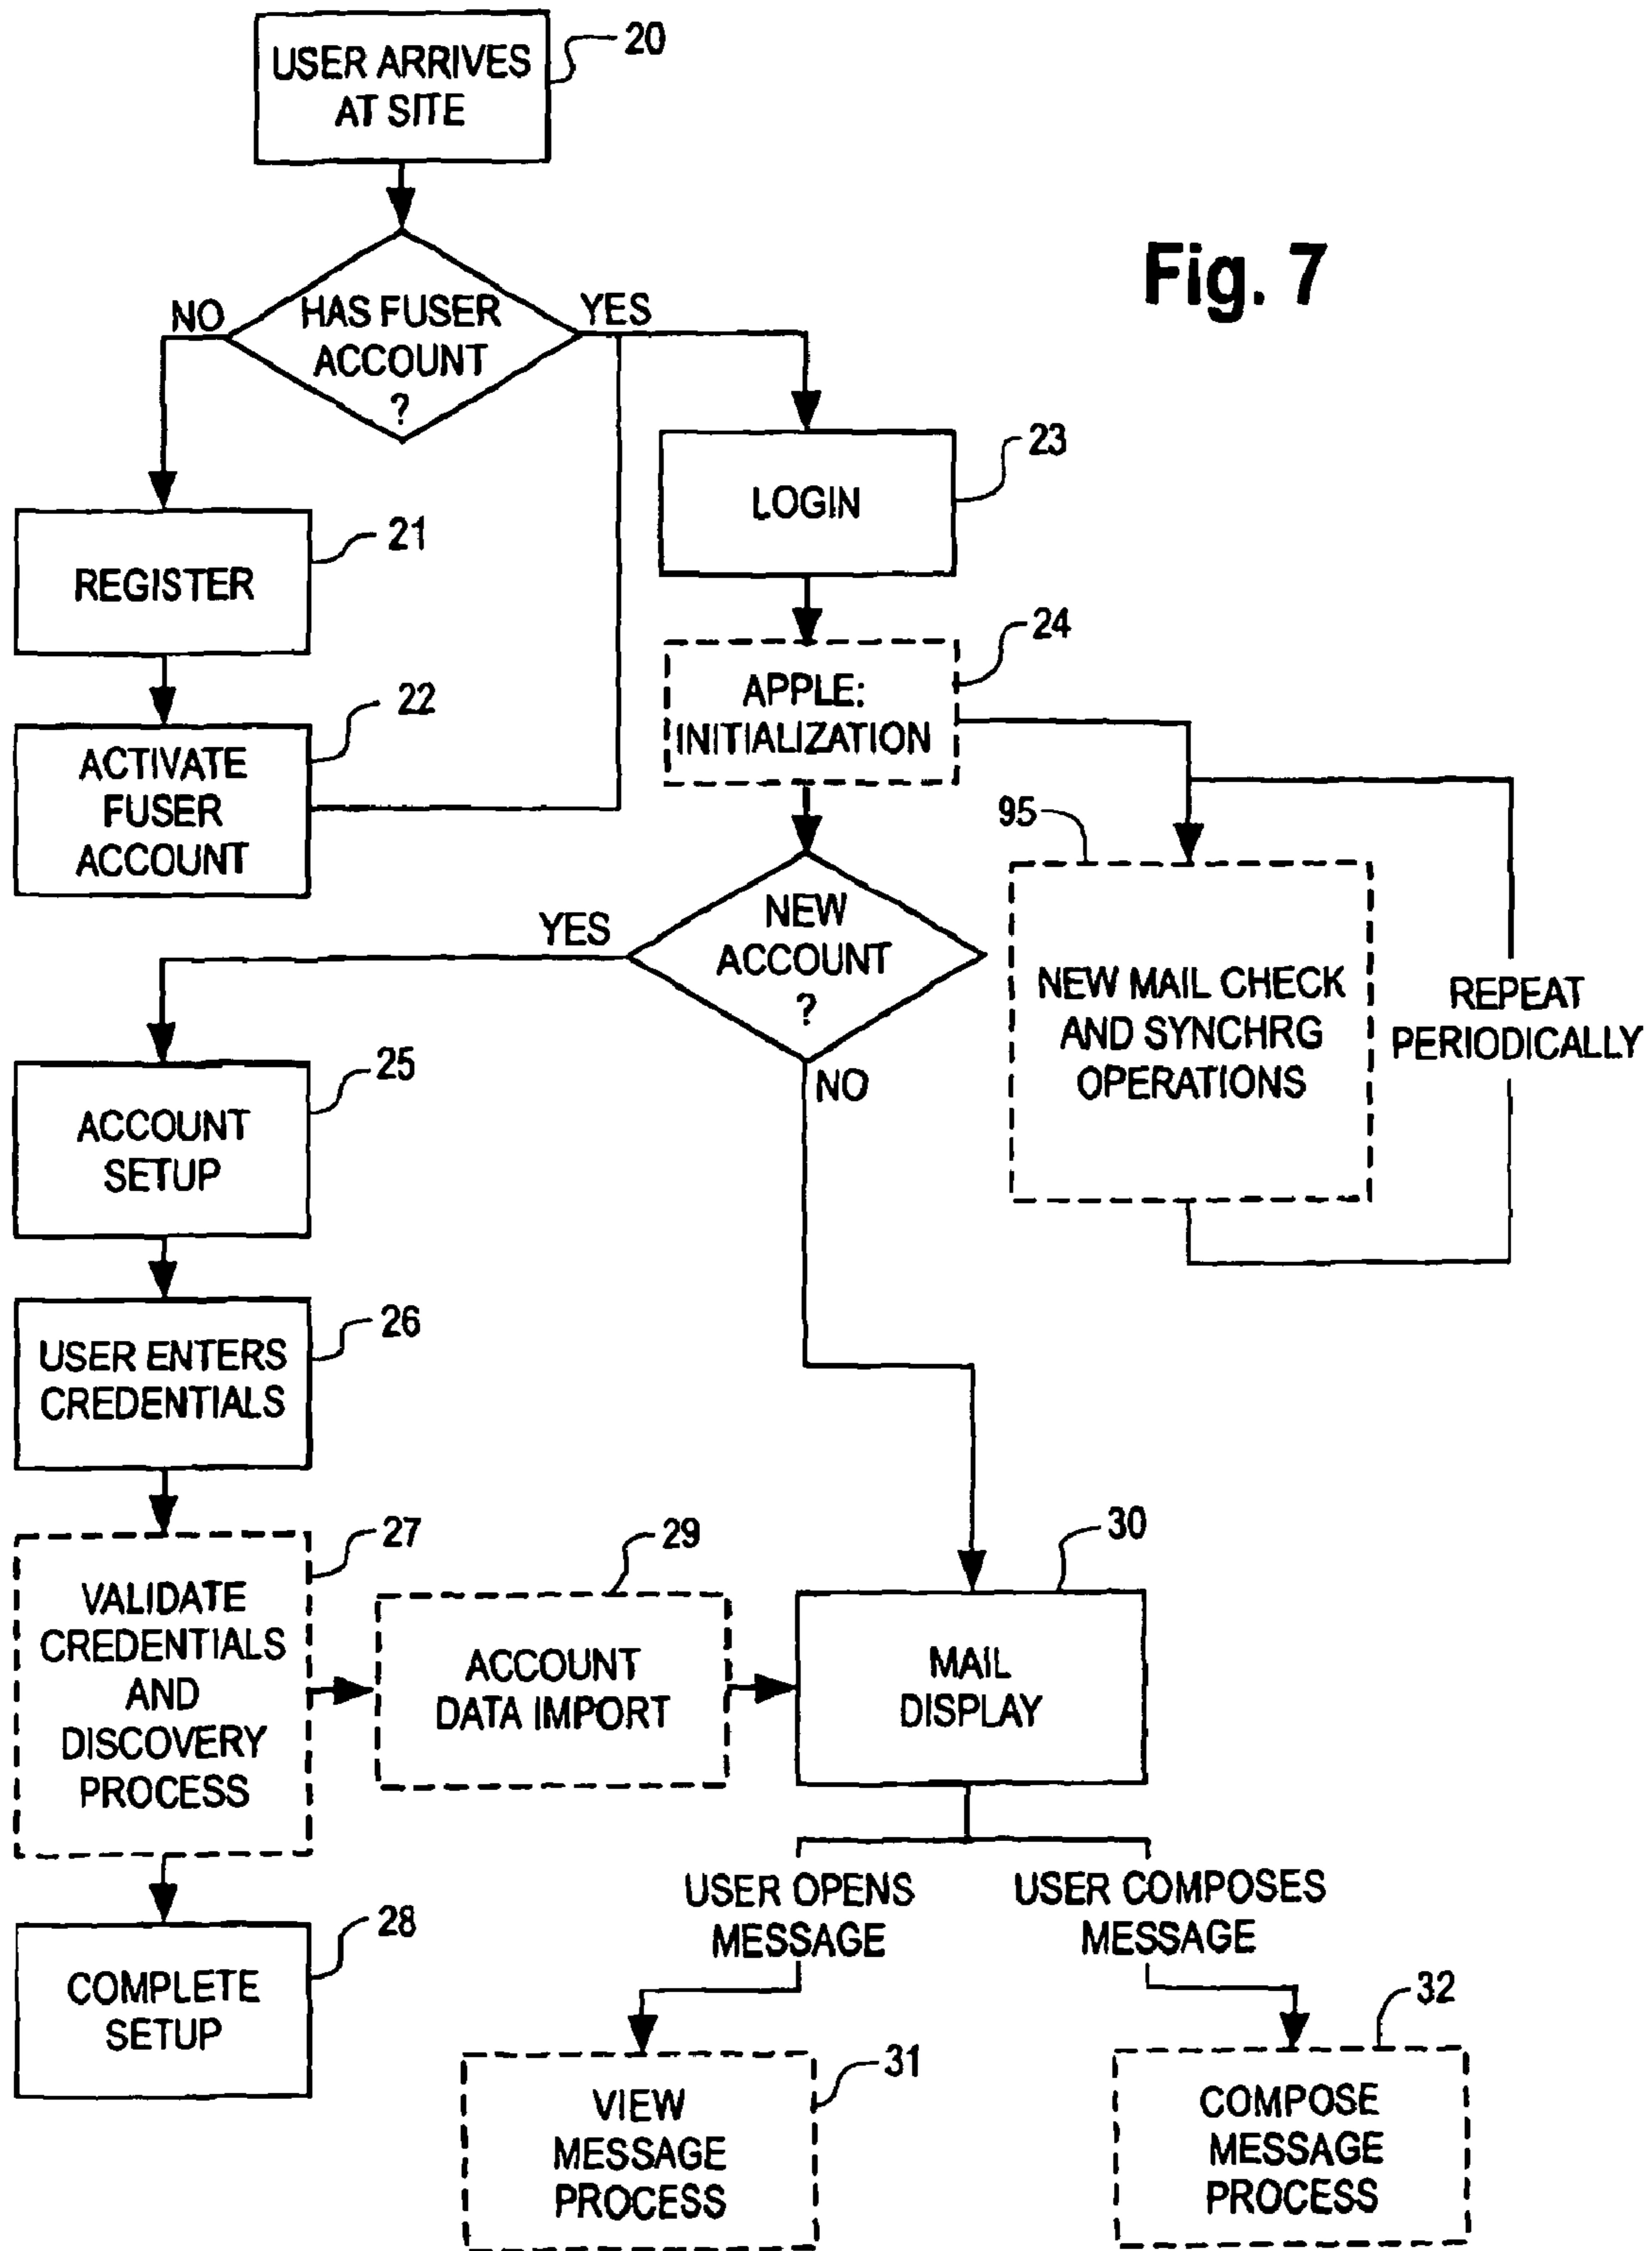 USER ARRIVES
AT SITE
20
Fig. 7
HAS FUSER
ACCOUNT
?
NO
YES
LOGIN
23
REGISTER
21
APPLE:
INITIALIZATION
24
ACTIVATE
FUSER
ACCOUNT
22
95
NEW
ACCOUNT
?
YES
NO
NEW MAIL CHECK
AND SYNCHRG
OPERATIONS
REPEAT
PERIODICALLY
ACCOUNT
SETUP
25
USER ENTERS
CREDENTIALS
26
VALIDATE
CREDENTIALS
AND
DISCOVERY
PROCESS
27
ACCOUNT
DATA IMPORT
29
MAIL
DISPLAY
30
USER OPENS
MESSAGE
USER COMPOSES
MESSAGE
COMPLETE
SETUP
28
VIEW
MESSAGE
PROCESS
31
COMPOSE
MESSAGE
PROCESS
32